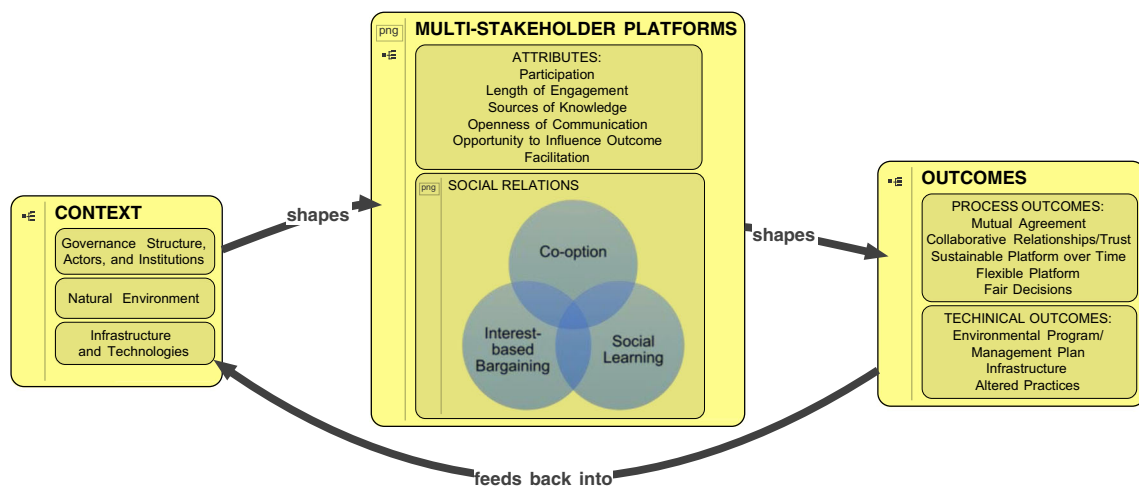 CONTEXT
Governance Structure,
Actors, and Institutions
Natural Environment
Infrastructure
and Technologies
shapes
png
MULTI-STAKEHOLDER PLATFORMS
ATTRIBUTES:
Participation
Length of Engagement
Sources of Knowledge
Openness of Communication
Opportunity to Influence Outcome
Facilitation
png
SOCIAL RELATIONS
Co-option
Interest-
based
Bargaining
Social
Learning
shapes
OUTCOMES
PROCESS OUTCOMES:
Mutual Agreement
Collaborative Relationships/Trust
Sustainable Platform over Time
Flexible Platform
Fair Decisions
TECHINICAL OUTCOMES:
Environmental Program/
Management Plan
Infrastructure
Altered Practices
feeds back into